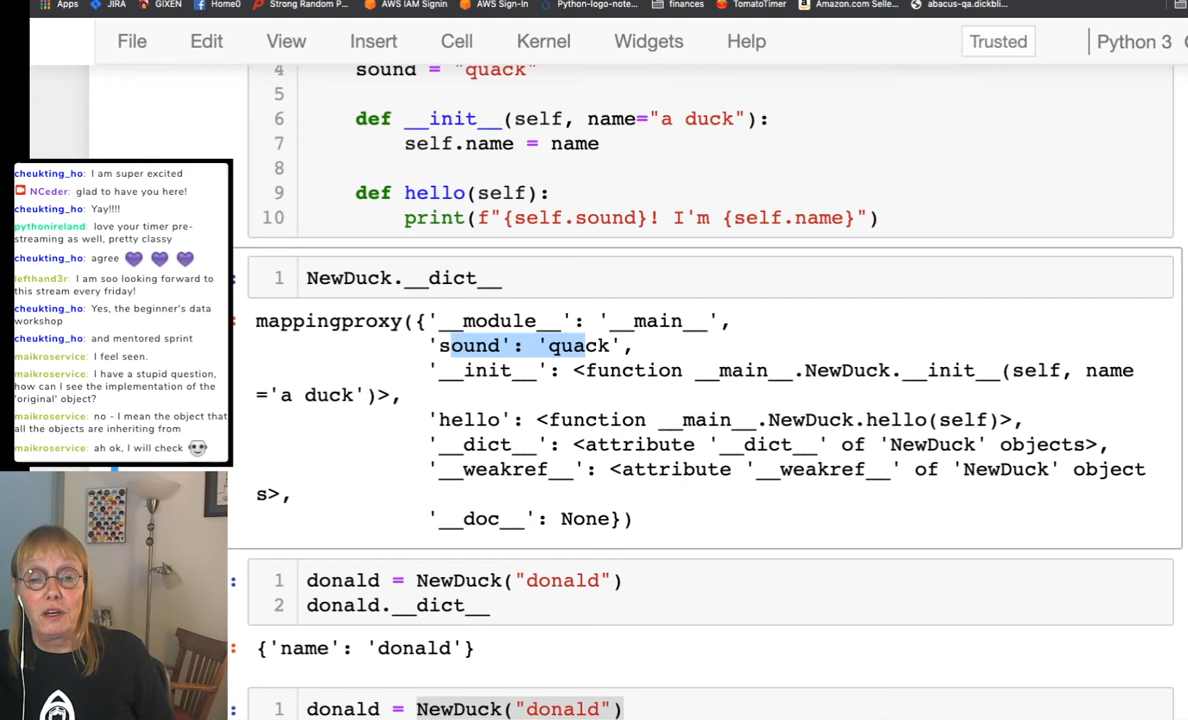 Apps
JIRA
GIXEN
Home0
Strong Random P...
AWS IAM Signin
AWS Sign-In
Python-logo-note...
finances
TomatoTimer
Amazon.com Selle...
abacus-qa.dickbli...
File Edit View Insert Cell Kernel Widgets Help Trusted Python 3
4 sound = "quack"
5
6 def __init__(self, name="a duck"):
7 self.name = name
8
9 def hello(self):
10 print(f"{self.sound}! I'm {self.name}")
1 NewDuck.__dict__
mappingproxy({'__module__': '__main__',
'sound': 'quack',
'__init__': <function __main__.NewDuck.__init__(self, name
='a duck')>,
'hello': <function __main__.NewDuck.hello(self)>,
'__dict__': <attribute '__dict__' of 'NewDuck' objects>,
'__weakref__': <attribute '__weakref__' of 'NewDuck' object
s>,
'__doc__': None})
1 donald = NewDuck("donald")
2 donald.__dict__
{'name': 'donald'}
1 donald = NewDuck("donald")
cheukting_ho: I am super excited
NCeder: glad to have you here!
cheukting_ho: Yay!!!!
pythonireland: love your timer pre-
streaming as well, pretty classy
cheukting_ho: agree
lefthand3r: I am soo looking forward to
this stream every friday!
cheukting_ho: Yes, the beginner's data
workshop
cheukting_ho: and mentored sprint
maikroservice: I feel seen.
maikroservice: I have a stupid question,
how can I see the implementation of the
'original' object?
maikroservice: no - I mean the object that
all the objects are inheriting from
maikroservice: ah ok, I will check